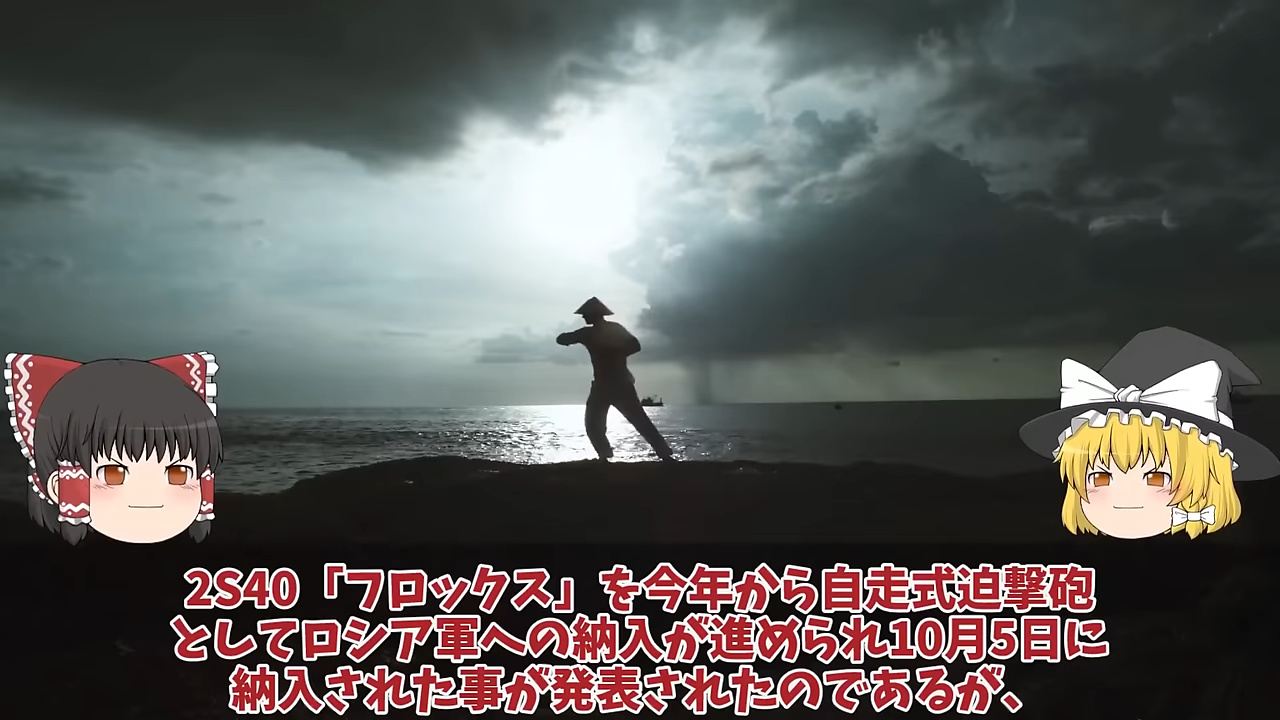 2S40「フロックス」を今年から自走式迫撃砲
としてロシア軍への納入が進められ10月5日に
納入された事が発表されたのであるが、